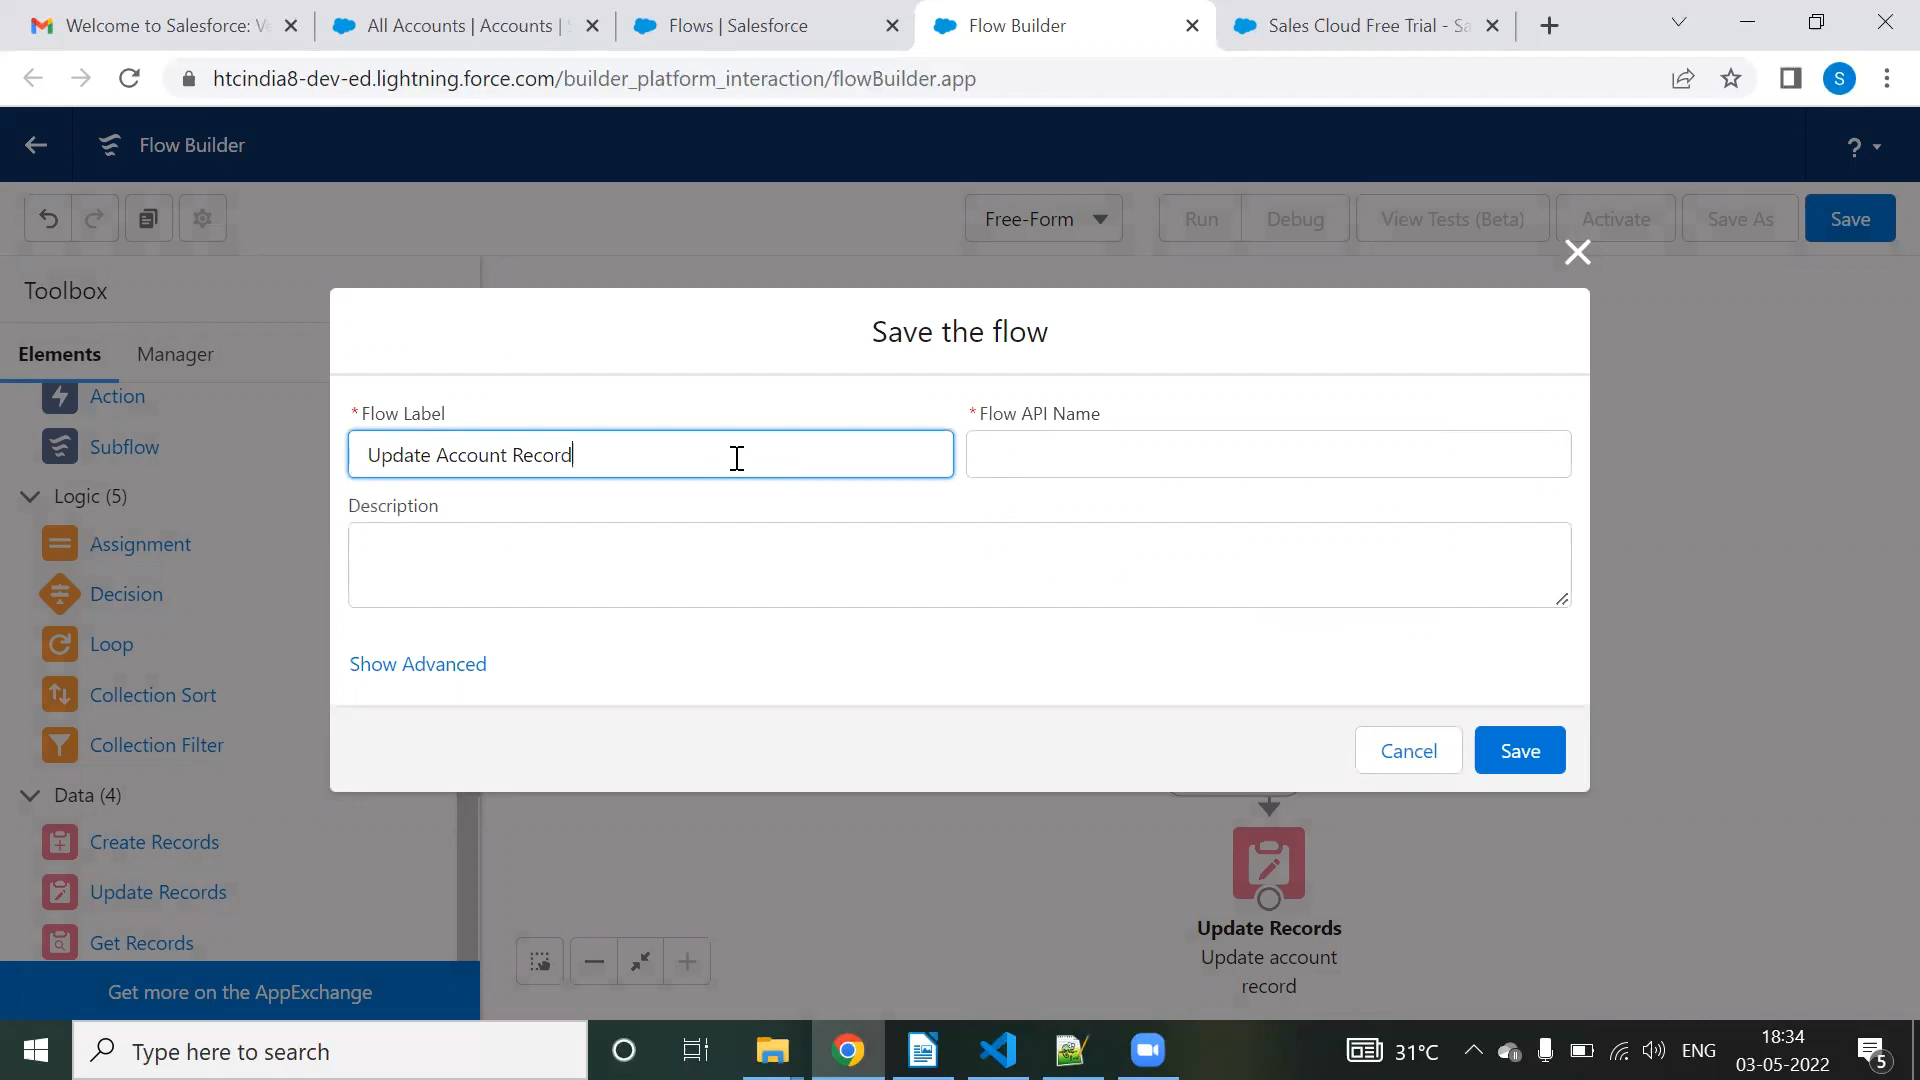 Welcome to Salesforce: Ve
All Accounts | Accounts | S
Flows | Salesforce
Flow Builder
Sales Cloud Free Trial - Sa
htcindia8-dev-ed.lightning.force.com/builder_platform_interaction/flowBuilder.app
S
Flow Builder
?
Free-Form
Run
Debug
View Tests (Beta)
Activate
Save As
Save
Toolbox
Elements
Manager
Action
Subflow
Logic (5)
Assignment
Decision
Loop
Collection Sort
Collection Filter
Data (4)
Create Records
Update Records
Get Records
Get more on the AppExchange
Save the flow
* Flow Label
* Flow API Name
Update Account Record
Description
Show Advanced
Cancel
Save
Update Records
Update account
record
Type here to search
31°C
ENG
18:34
03-05-2022
5